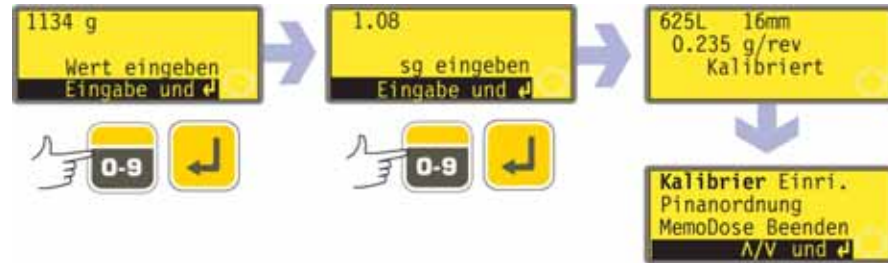 1134 g
Wert eingeben
Eingabe und ↵
0-9
1.08
sg eingeben
Eingabe und ↵
0-9
625L 16mm
0.235 g/rev
Kalibriert
Kalibrier Einri.
Pinanordnung
MemoDose Beenden
Λ/V und ↵